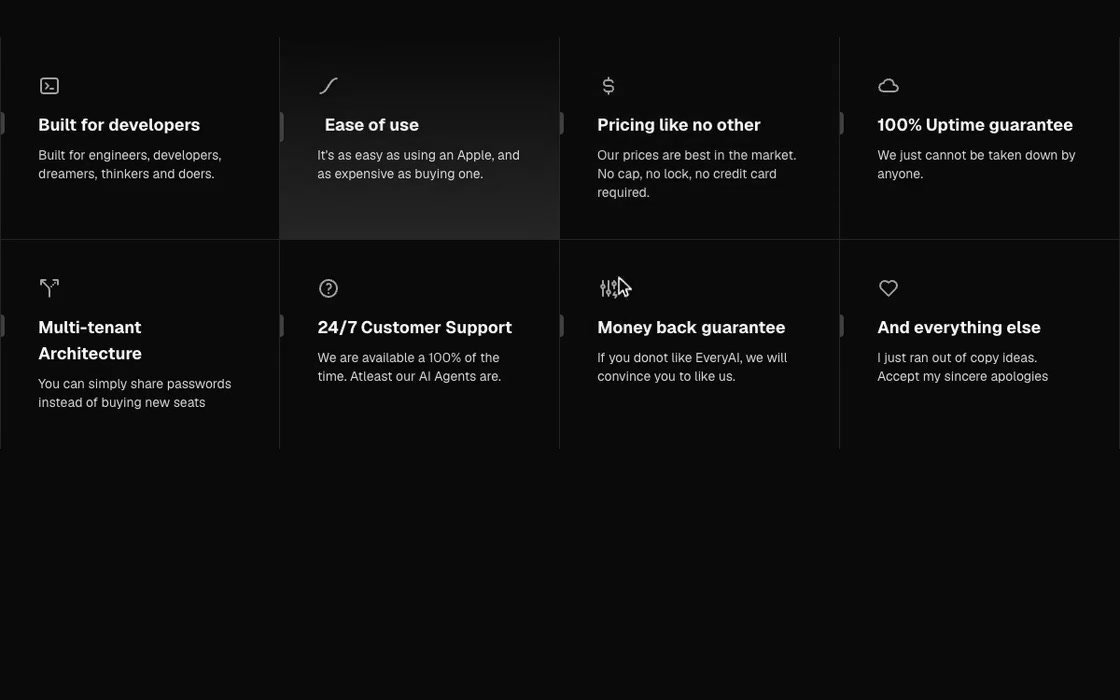 Built for developers
Built for engineers, developers,
dreamers, thinkers and doers.
Ease of use
It's as easy as using an Apple, and
as expensive as buying one.
Pricing like no other
Our prices are best in the market.
No cap, no lock, no credit card
required.
100% Uptime guarantee
We just cannot be taken down by
anyone.
Multi-tenant
Architecture
You can simply share passwords
instead of buying new seats
24/7 Customer Support
We are available a 100% of the
time. Atleast our AI Agents are.
Money back guarantee
If you donot like EveryAI, we will
convince you to like us.
And everything else
I just ran out of copy ideas.
Accept my sincere apologies